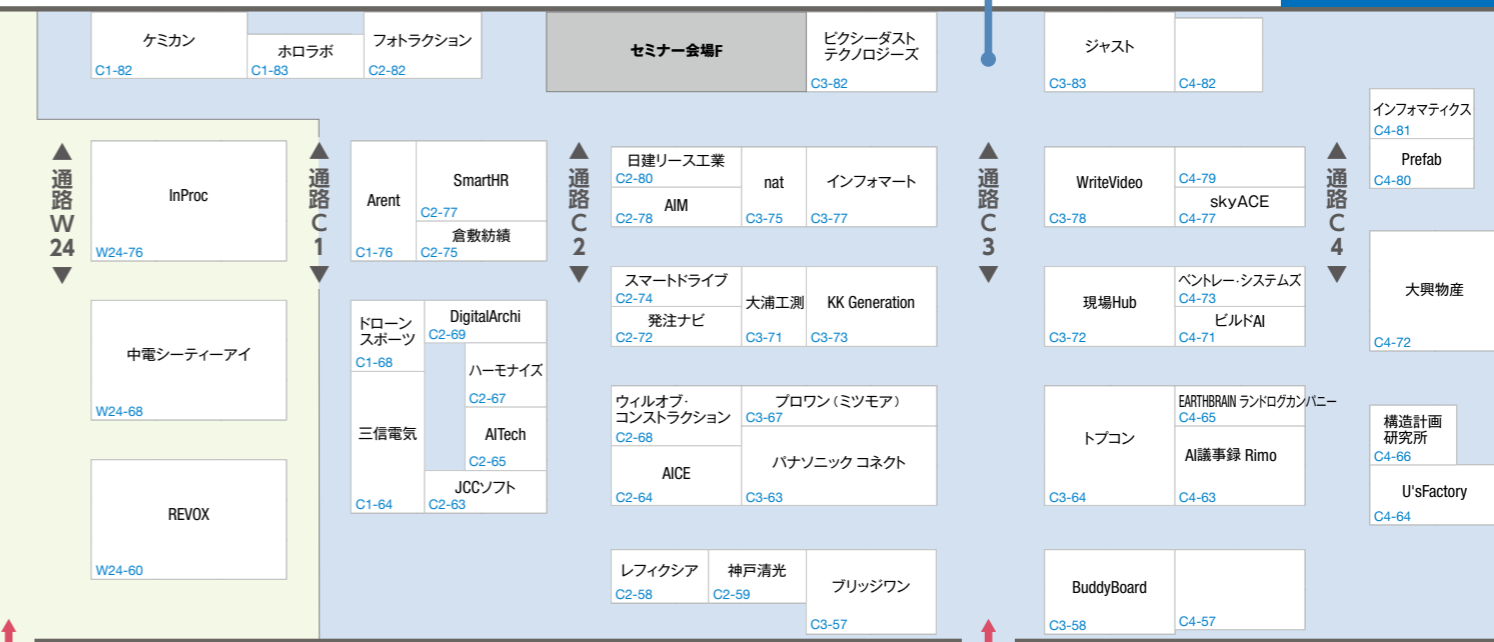 ケミカン
C1-82
ホロラボ
C1-83
フォトラクション
C2-82
セミナー会場F
ピクシーダスト
テクノロジーズ
C3-82
ジャスト
C3-83
C4-82
インフォマティクス
C4-81
Prefab
C4-80
通路W24
InProc
W24-76
通路C1
Arent
C1-76
SmartHR
C2-77
倉敷紡績
C2-75
通路C2
日建リース工業
C2-80
AIM
C2-78
nat
C3-75
インフォマート
C3-77
通路C3
WriteVideo
C3-78
C4-79
skyACE
C4-77
通路C4
スマートドライブ
C2-74
発注ナビ
C2-72
大浦工測
C3-71
KK Generation
C3-73
現場Hub
C3-72
ベントレー・システムズ
C4-73
ビルドAI
C4-71
大興物産
C4-72
中電シーティーアイ
W24-68
ドローン
スポーツ
C1-68
DigitalArchi
C2-69
ハーモナイズ
C2-67
三信電気
C1-64
AITech
C2-65
JCCソフト
C2-63
ウィルオブ・
コンストラクション
C2-68
プロワン（ミツモア）
C3-67
AICE
C2-64
パナソニック コネクト
C3-63
トプコン
C3-64
EARTHBRAIN ランドログカンパニー
C4-65
AI議事録 Rimo
C4-63
構造計画
研究所
C4-66
U'sFactory
C4-64
REVOX
W24-60
レフィクシア
C2-58
神戸清光
C2-59
ブリッジワン
C3-57
BuddyBoard
C3-58
C4-57